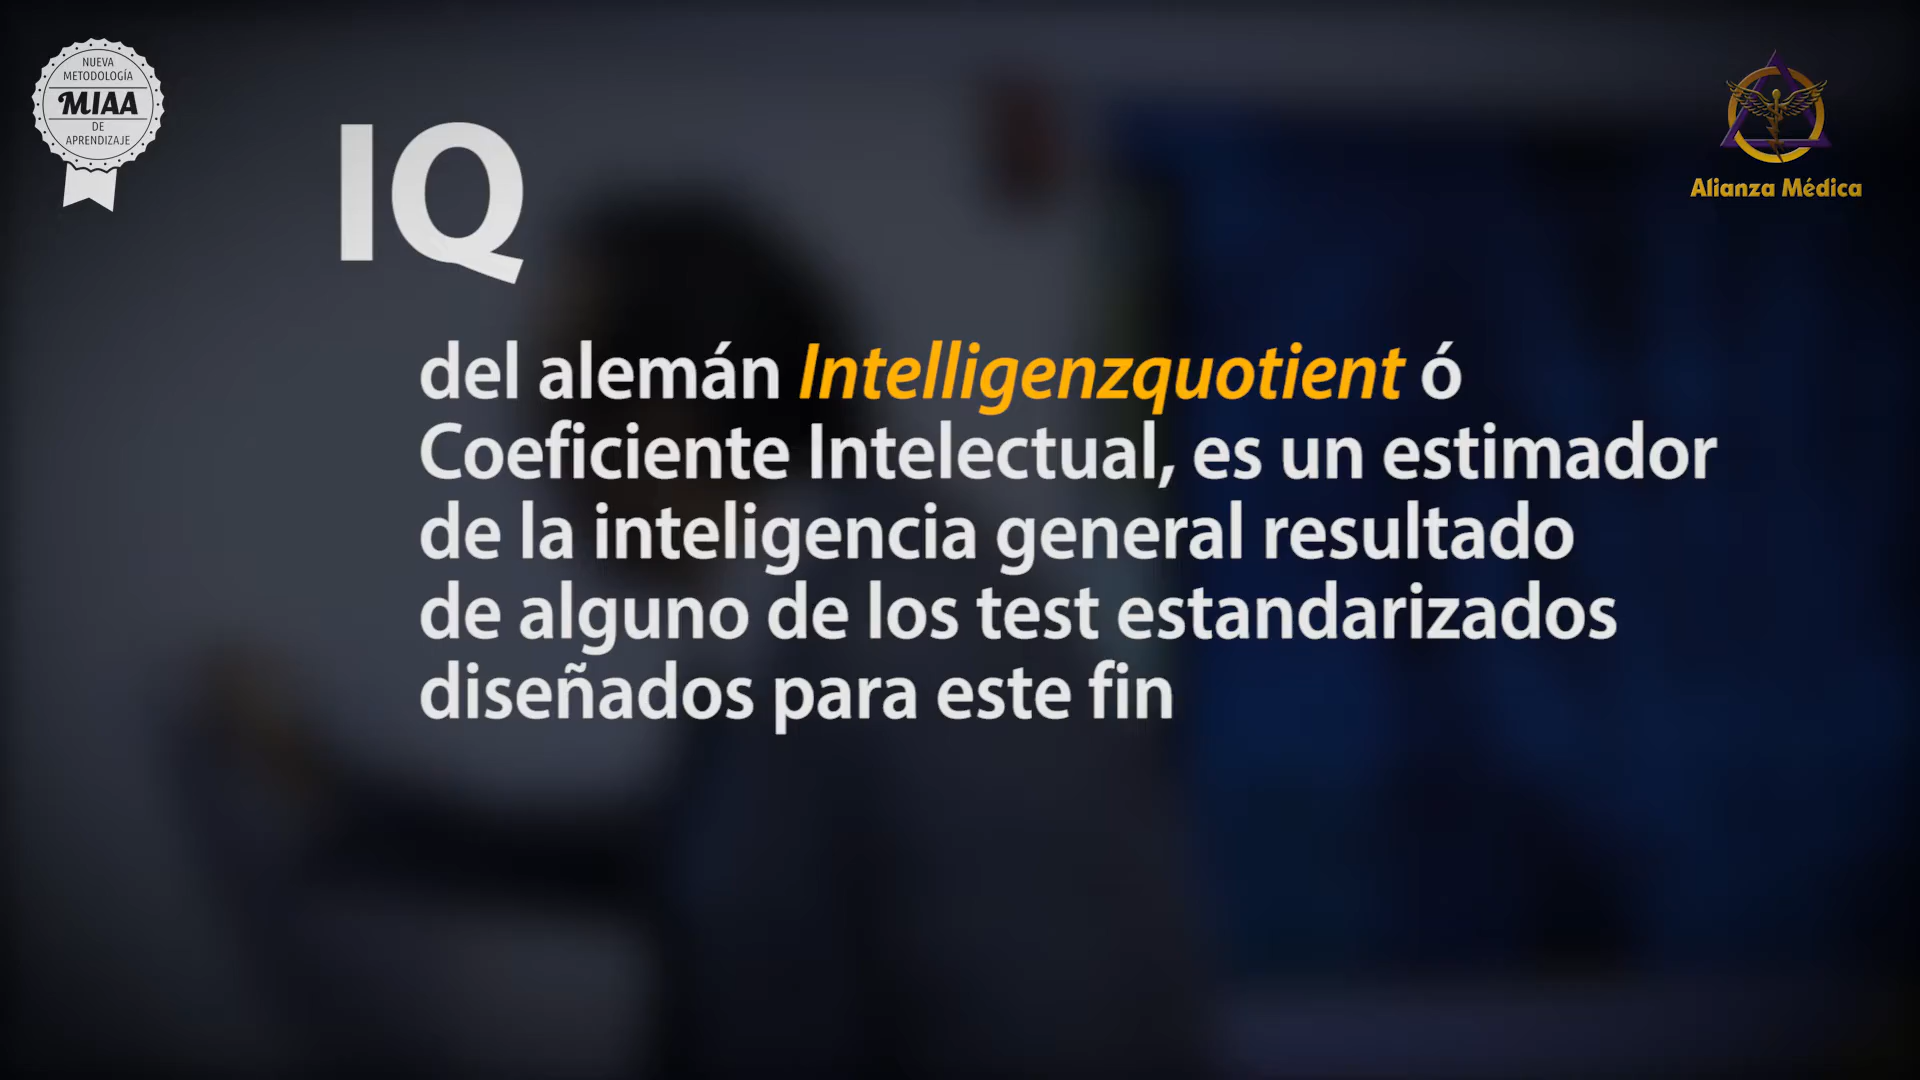 NUEVA
METODOLOGÍA
MIAA
DE
APRENDIZAJE
Alianza Médica
IQ
del alemán Intelligenzquotient ó
Coeficiente Intelectual, es un estimador
de la inteligencia general resultado
de alguno de los test estandarizados
diseñados para este fin